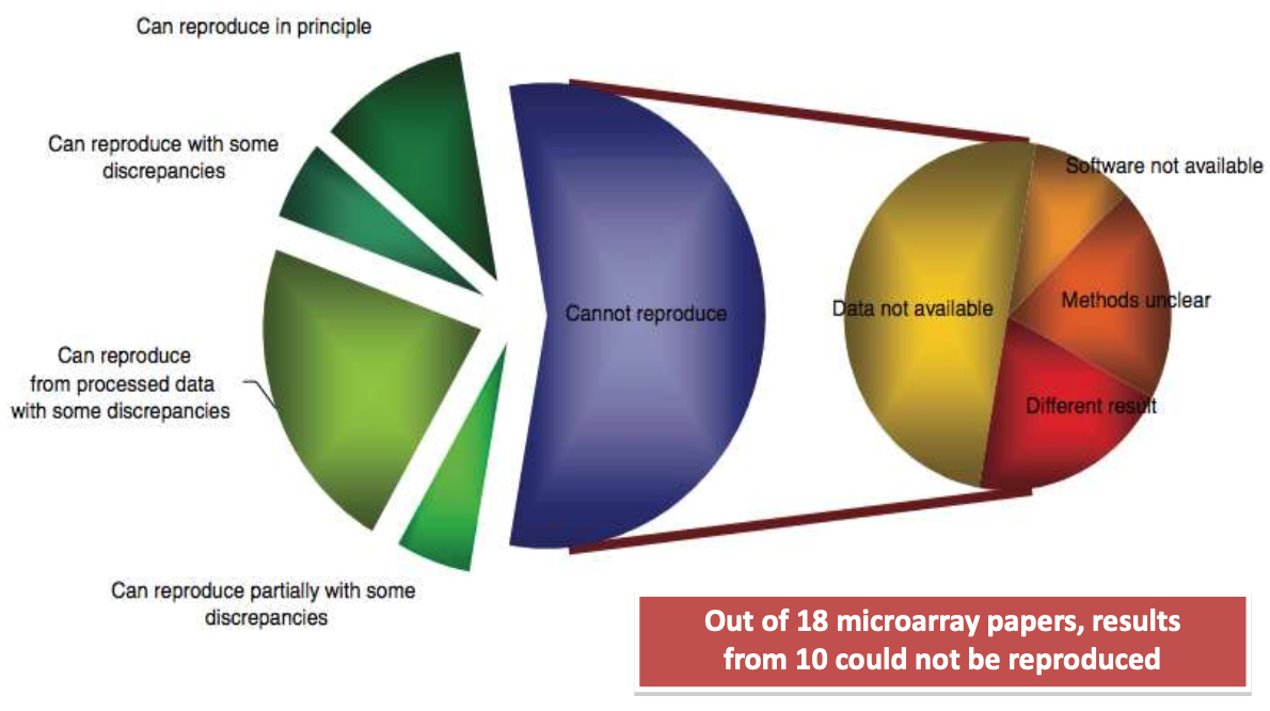 Can reproduce in principle
Can reproduce with some
discrepancies
Can reproduce
from processed data
with some discrepancies
Can reproduce partially with some
discrepancies
Cannot reproduce
Software not available
Data not available
Methods unclear
Different result
Out of 18 microarray papers, results
from 10 could not be reproduced